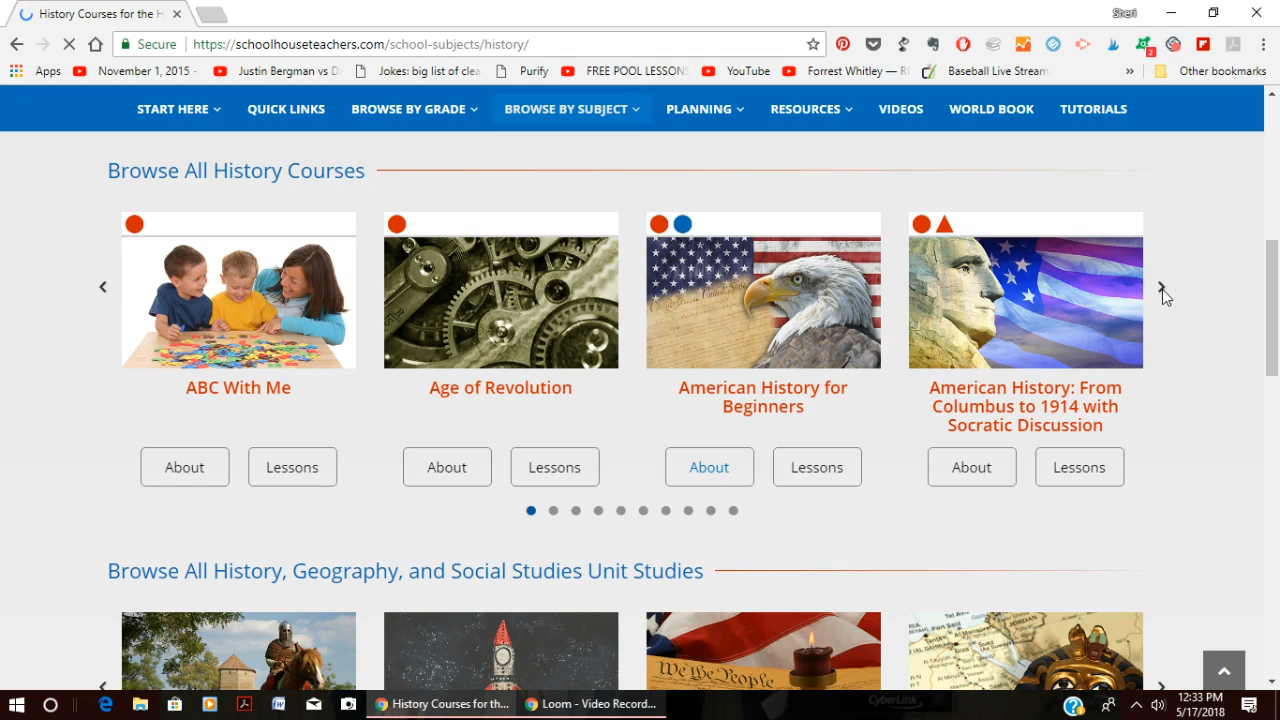 History Courses for the H
Sheri
Secure
https://schoolhouseteachers.com/school-subjects/history/
Apps
November 1, 2015 -
Justin Bergman vs D
Jokes: big list of clea
Purify
FREE POOL LESSONS
YouTube
Forrest Whitley — R
Baseball Live Stream
Other bookmarks
START HERE
QUICK LINKS
BROWSE BY GRADE
BROWSE BY SUBJECT
PLANNING
RESOURCES
VIDEOS
WORLD BOOK
TUTORIALS
Browse All History Courses
ABC With Me
Age of Revolution
American History for
Beginners
American History: From
Columbus to 1914 with
Socratic Discussion
About
Lessons
About
Lessons
About
Lessons
About
Lessons
Browse All History, Geography, and Social Studies Unit Studies
We the People
JORDAN
History Courses for th...
Loom - Video Record...
CyberLink
12:33 PM
5/17/2018